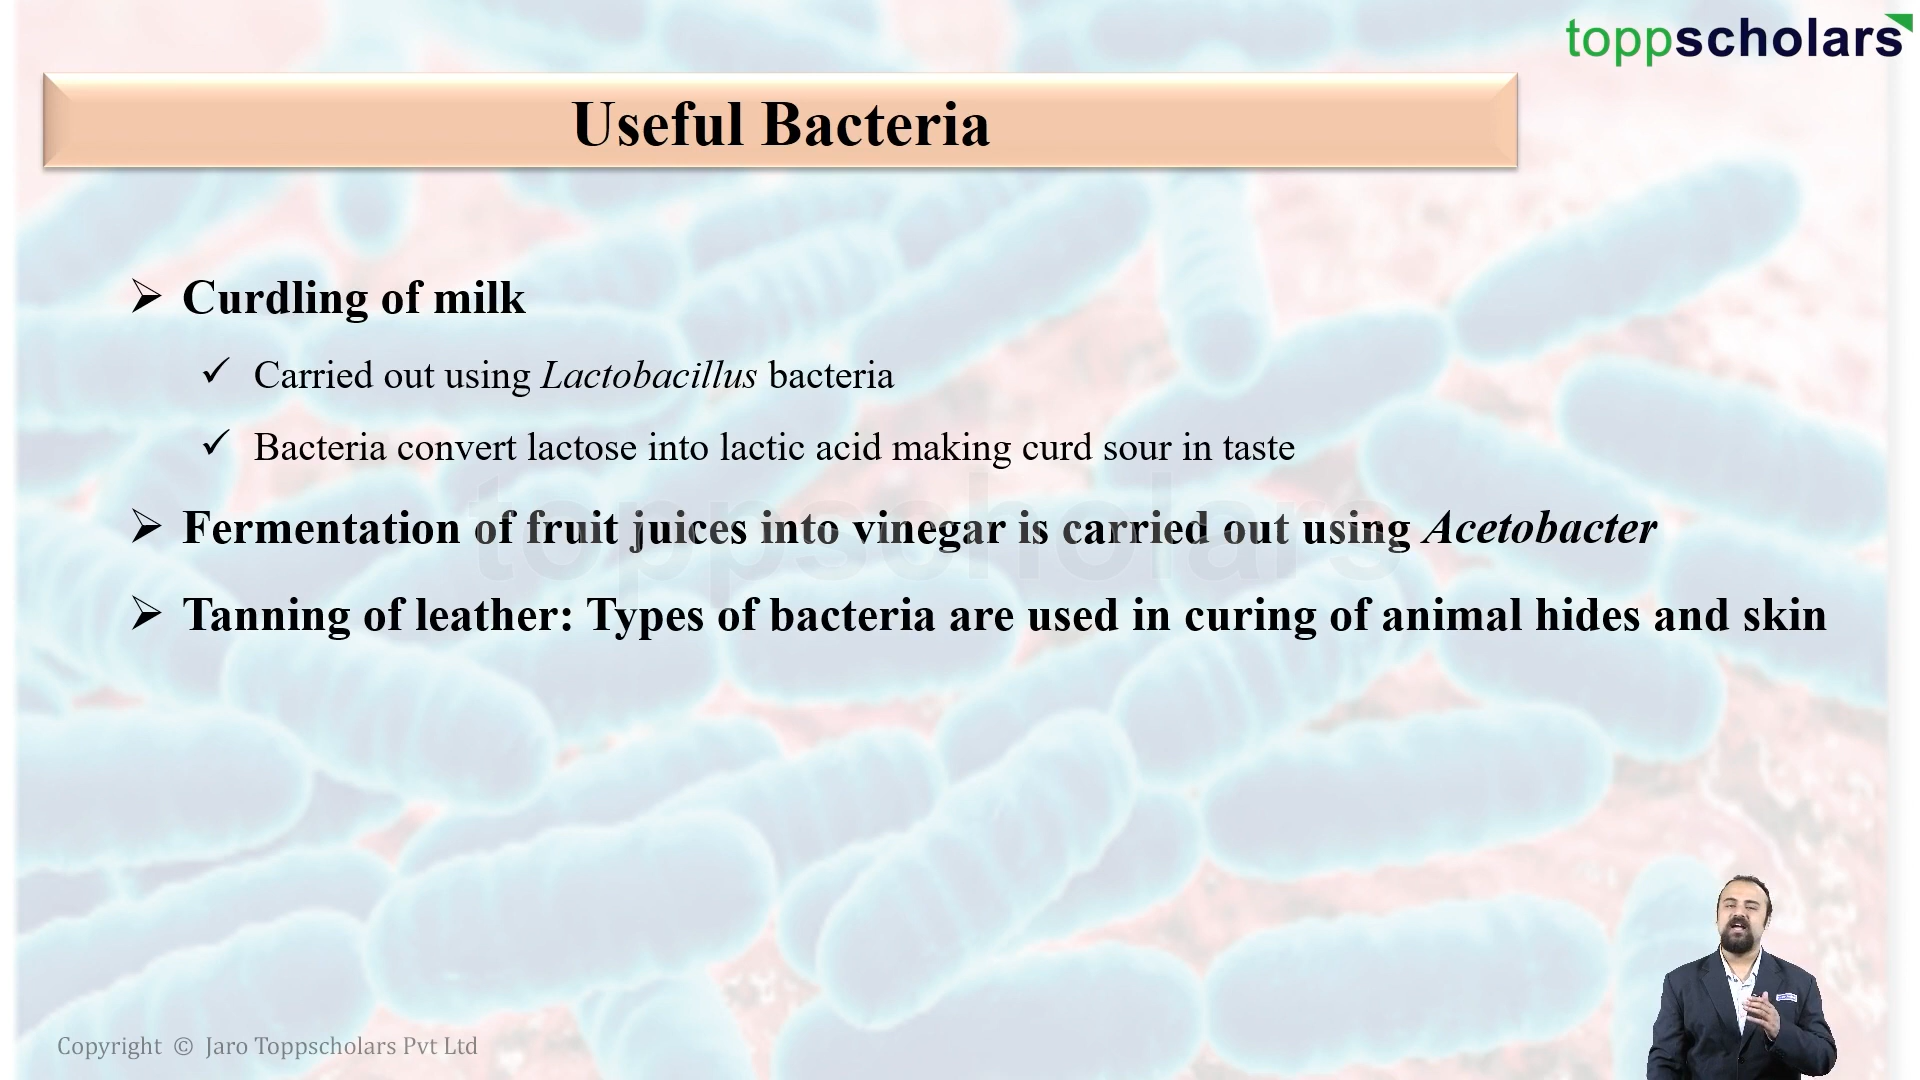 toppscholars
Useful Bacteria
➢ Curdling of milk
✓ Carried out using Lactobacillus bacteria
✓ Bacteria convert lactose into lactic acid making curd sour in taste
➢ Fermentation of fruit juices into vinegar is carried out using Acetobacter
toppscholars
➢ Tanning of leather: Types of bacteria are used in curing of animal hides and skin
Copyright © Jaro Toppscholars Pvt Ltd